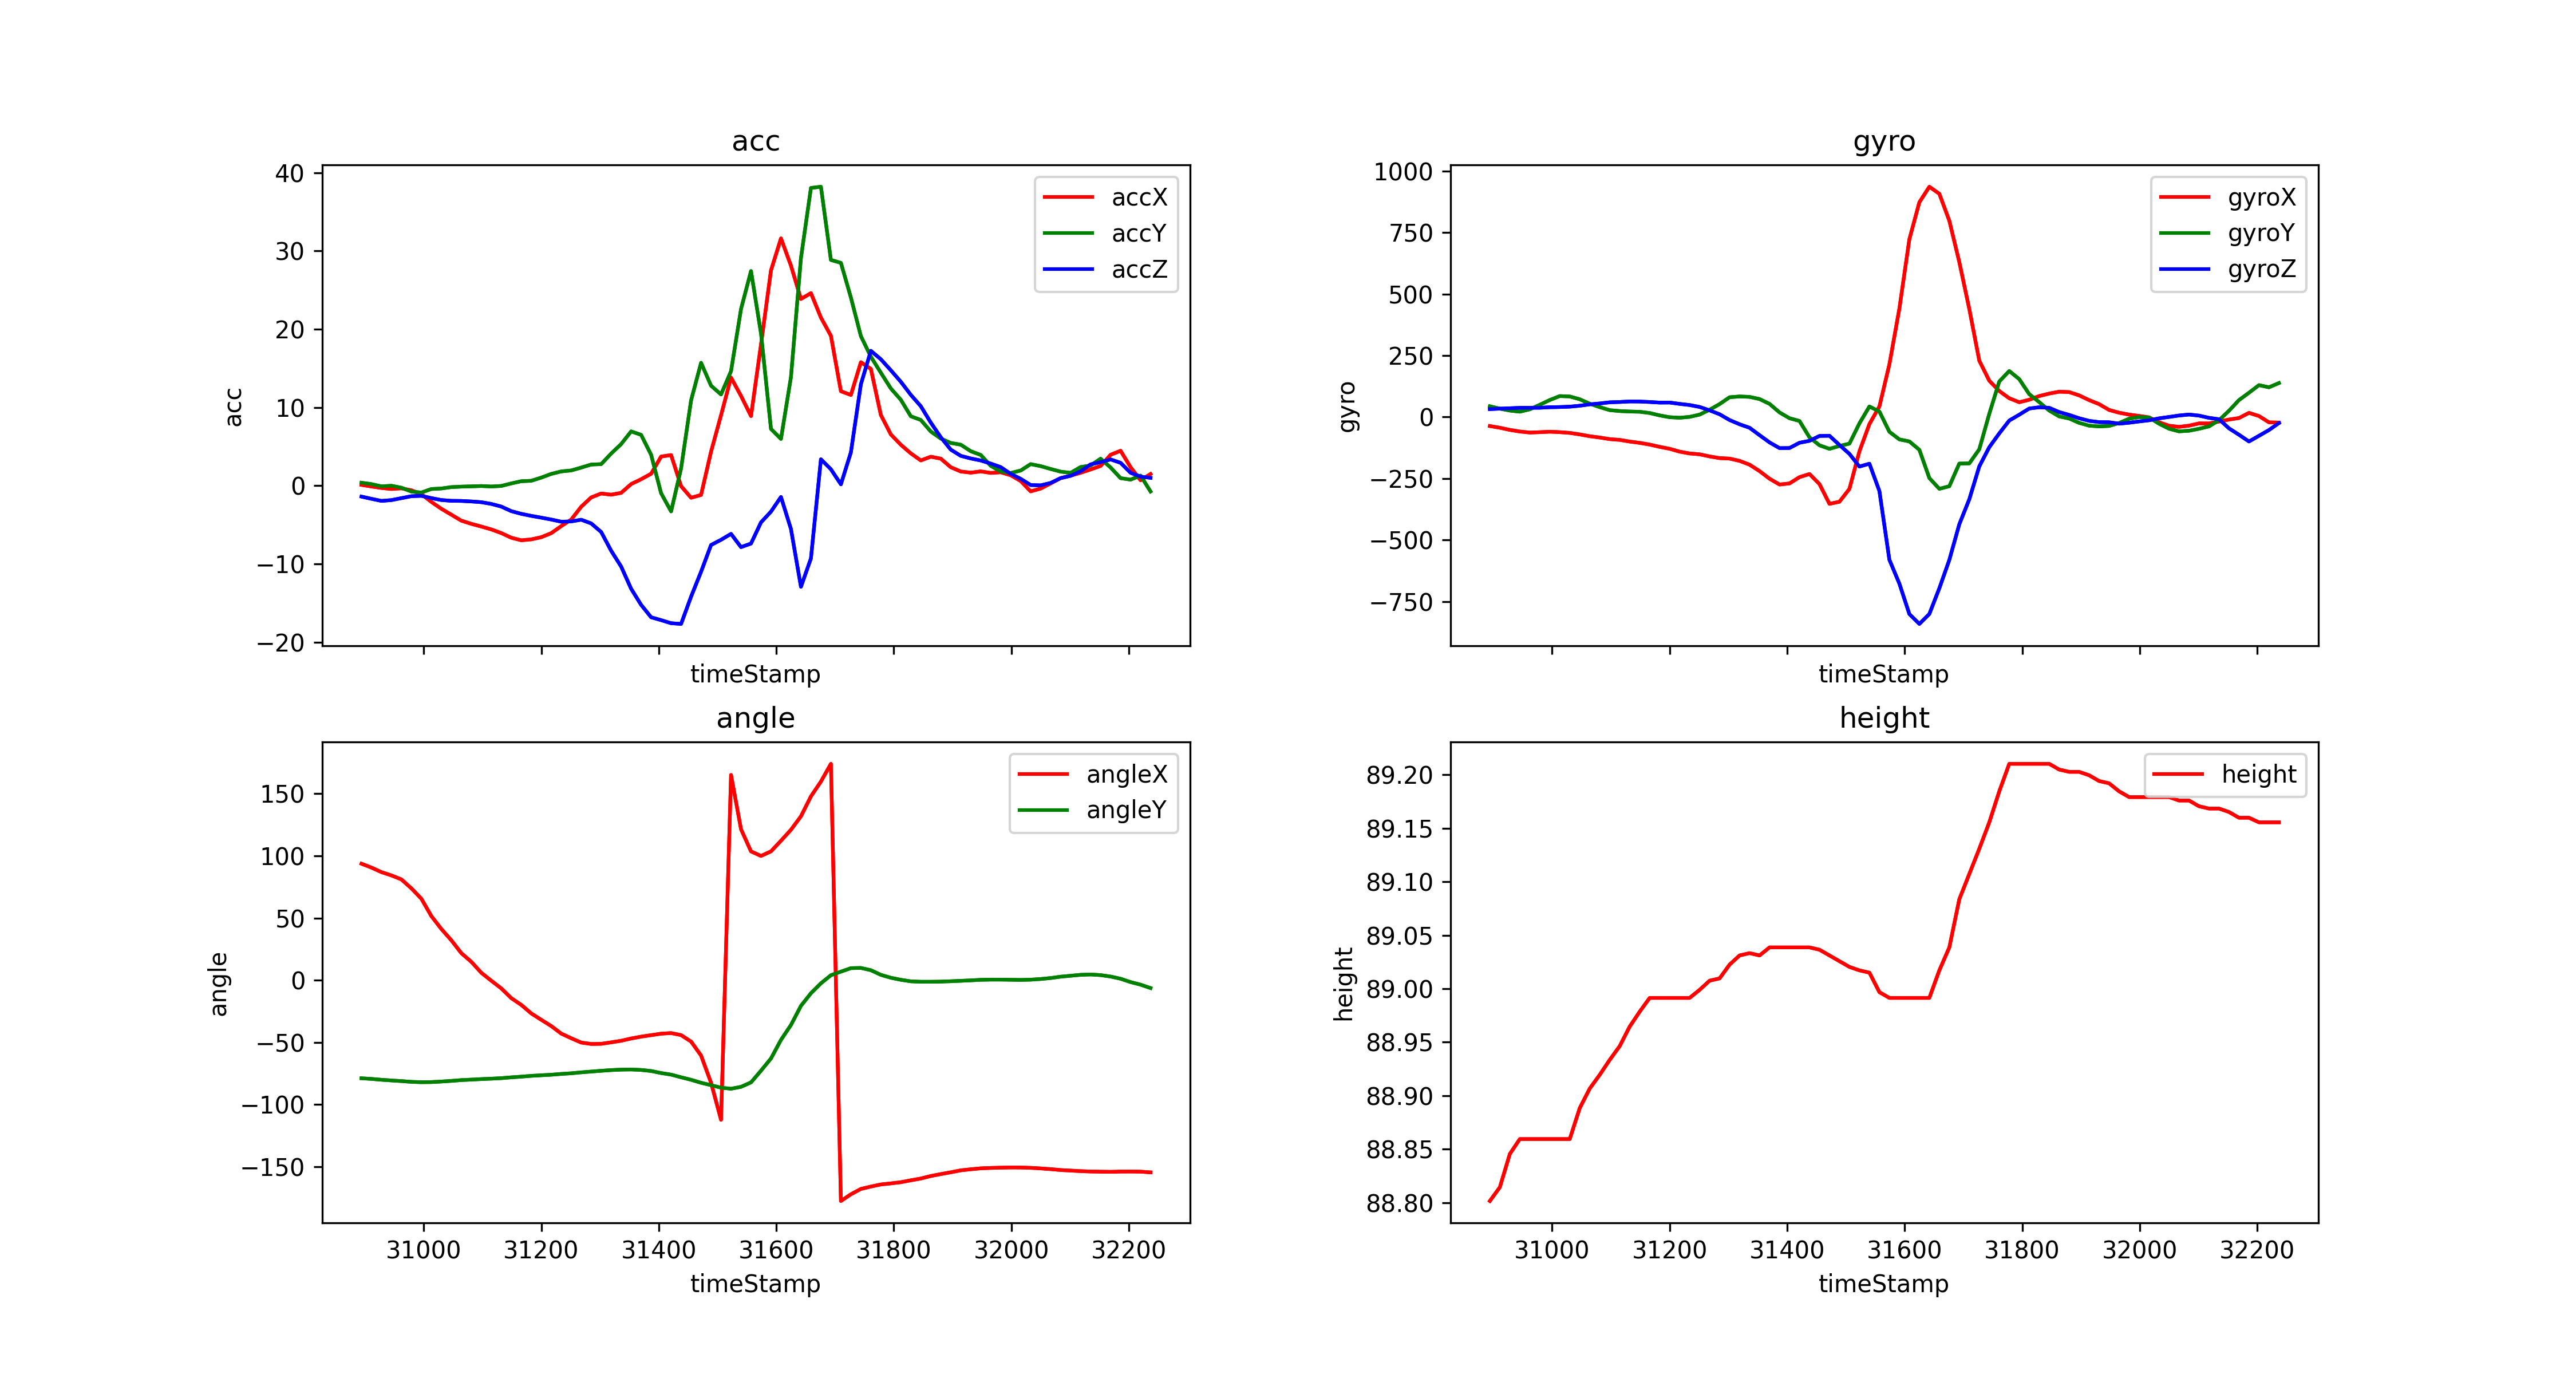 acc
40
30
20
10
0
−10
−20
acc
timeStamp
accX
accY
accZ
gyro
1000
750
500
250
0
−250
−500
−750
gyro
timeStamp
gyroX
gyroY
gyroZ
angle
150
100
50
0
−50
−100
−150
angle
31000 31200 31400 31600 31800 32000 32200
timeStamp
angleX
angleY
height
89.20
89.15
89.10
89.05
89.00
88.95
88.90
88.85
88.80
height
31000 31200 31400 31600 31800 32000 32200
timeStamp
height